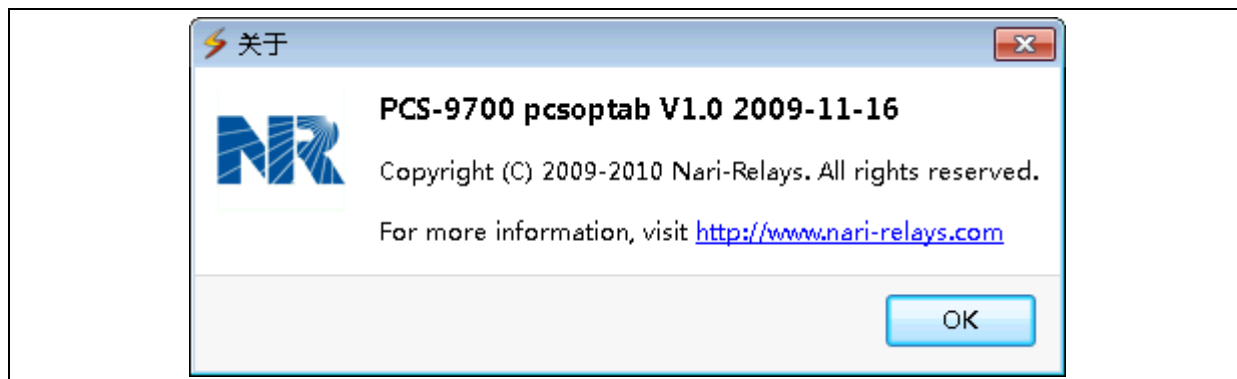 关于
NR
PCS-9700 pcsoptab V1.0 2009-11-16
Copyright (C) 2009-2010 Nari-Relays. All rights reserved.
For more information, visit http://www.nari-relays.com
OK